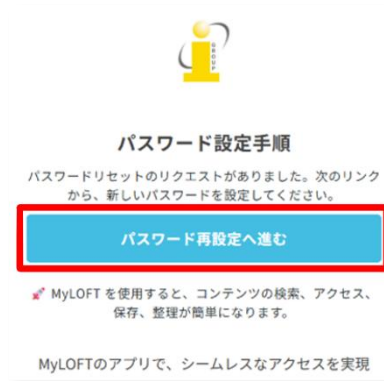 GROUP
パスワード設定手順
パスワードリセットのリクエストがありました。次のリンク
から、新しいパスワードを設定してください。
パスワード再設定へ進む
🚀 MyLOFT を使用すると、コンテンツの検索、アクセス、
保存、整理が簡単になります。
MyLOFTのアプリで、シームレスなアクセスを実現